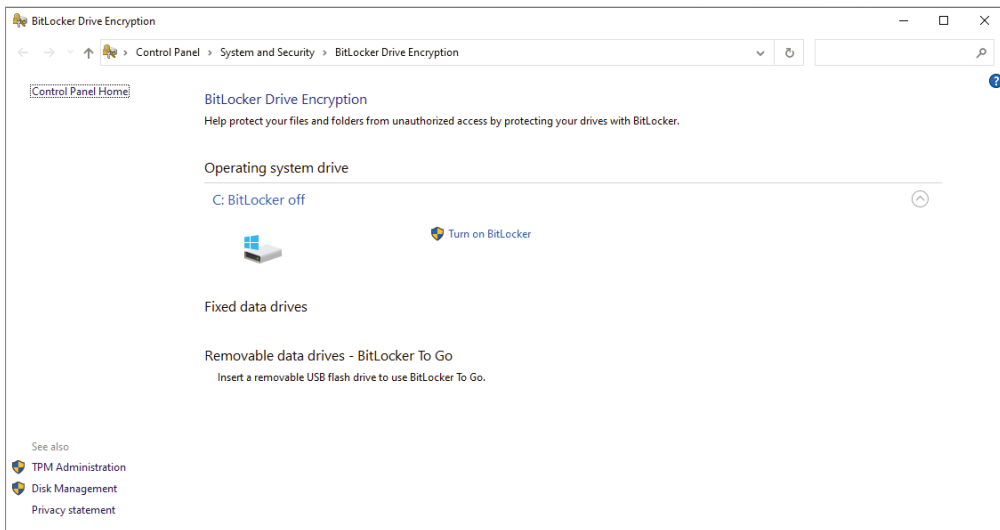 BitLocker Drive Encryption
Control Panel > System and Security > BitLocker Drive Encryption
Control Panel Home
BitLocker Drive Encryption
Help protect your files and folders from unauthorized access by protecting your drives with BitLocker.
Operating system drive
C: BitLocker off
Turn on BitLocker
Fixed data drives
Removable data drives - BitLocker To Go
Insert a removable USB flash drive to use BitLocker To Go.
See also
TPM Administration
Disk Management
Privacy statement